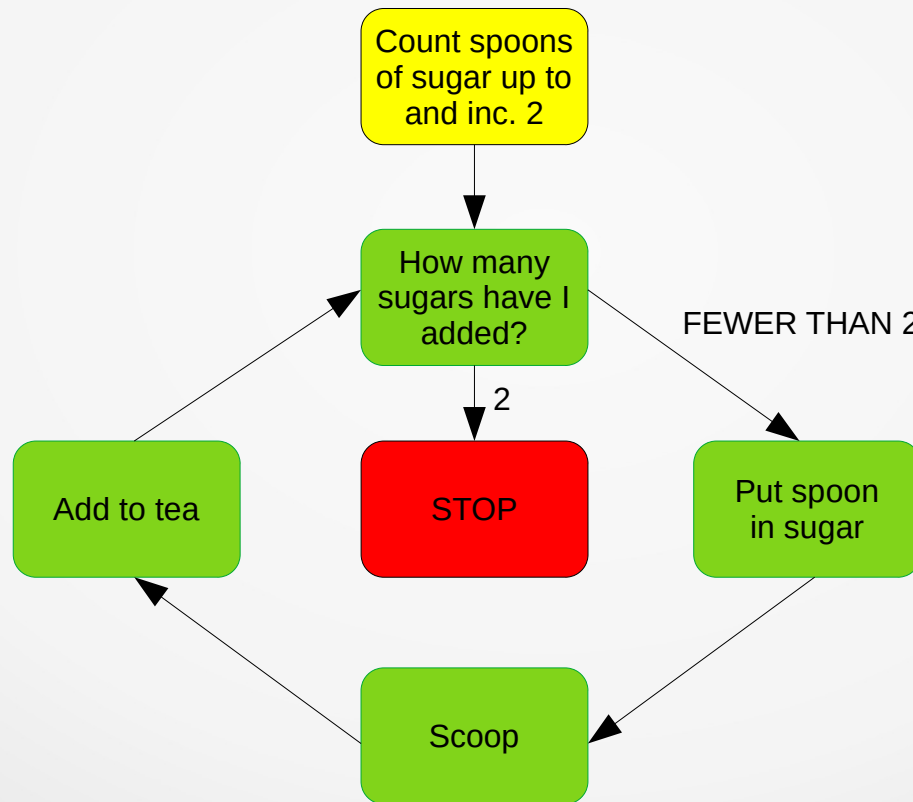 Count spoons
of sugar up to
and inc. 2
How many
sugars have I
added?
FEWER THAN 2
2
Add to tea
STOP
Put spoon
in sugar
Scoop